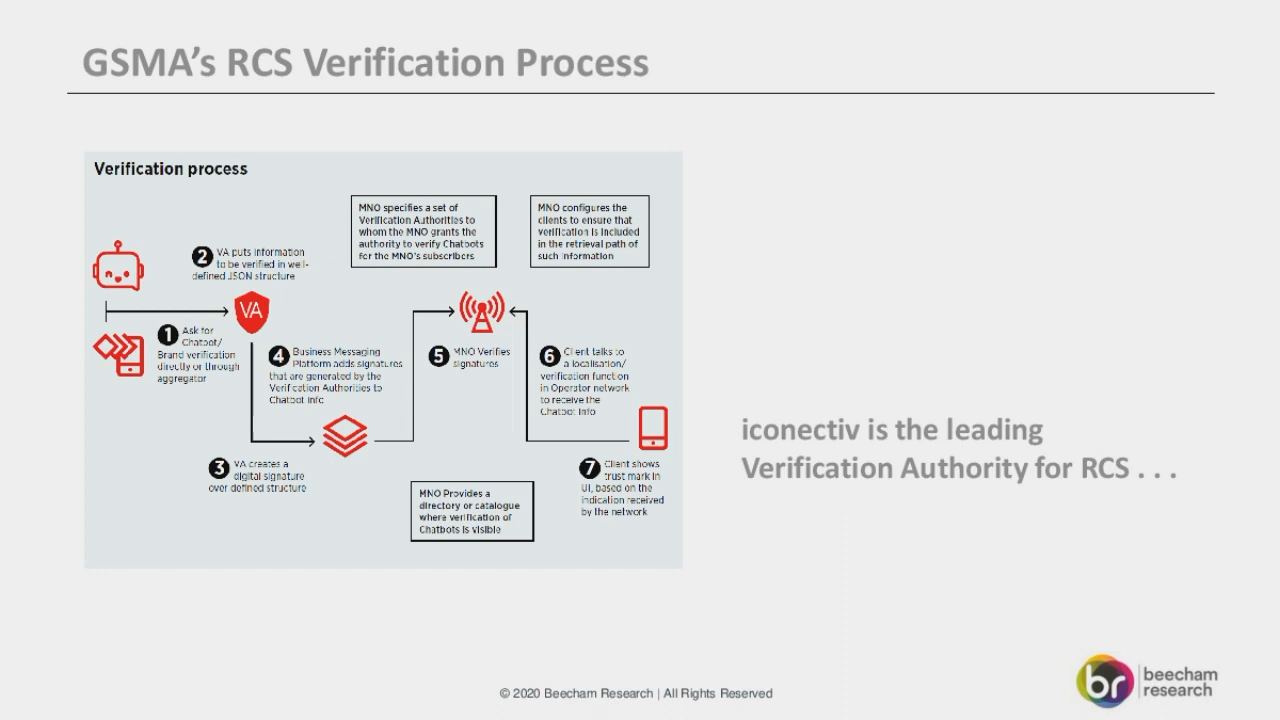 GSMA’s RCS Verification Process
Verification process
MNO specifies a set of
Verification Authorities to
whom the MNO grants the
authority to verify Chatbots
for the MNO's subscribers
MNO configures the
clients to ensure that
verification is included
in the retrieval path of
such information
2 VA puts information
to be verified in well-
defined JSON structure
VA
1 Ask for
Chatbot/
Brand verification
directly or through
aggregator
4 Business Messaging
Platform adds signatures
that are generated by the
Verification Authorities to
Chatbot info
5 MNO Verifies
signatures
6 Client talks to
a localisation/
verification function
in Operator network
to receive the
Chatbot Info
3 VA creates a
digital signature
over defined structure
7 Client shows
trust mark in
UI, based on the
indication received
by the network
MNO Provides a
directory or catalogue
where verification of
Chatbots is visible
iconectiv is the leading
Verification Authority for RCS . . .
© 2020 Beecham Research | All Rights Reserved
br
beecham
research